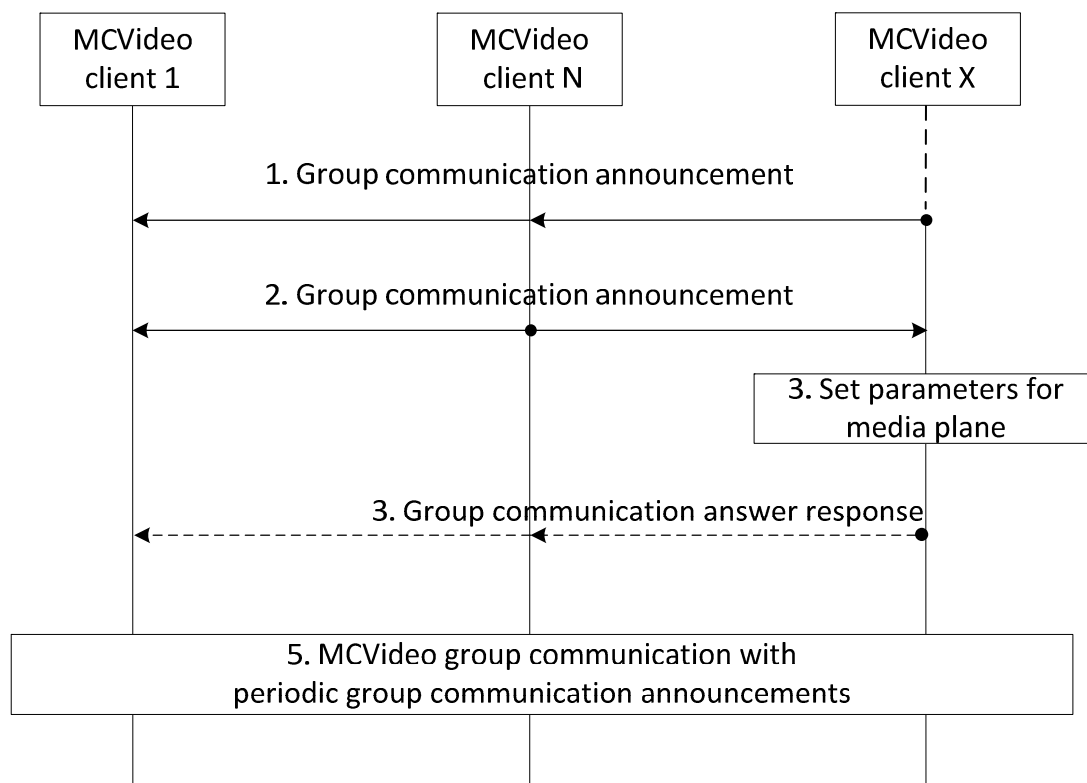 MCVideo
client 1
MCVideo
client N
MCVideo
client X
1. Group communication announcement
2. Group communication announcement
3. Set parameters for
media plane
3. Group communication answer response
5. MCVideo group communication with
periodic group communication announcements